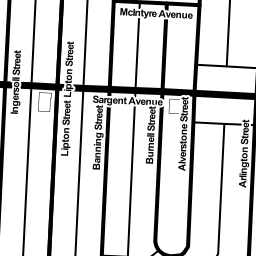 McIntyre Avenue
Ingersoll Street
Lipton Street
Lipton Street
Sargent Avenue
Banning Street
Burnell Street
Alverstone Street
Arlington Street